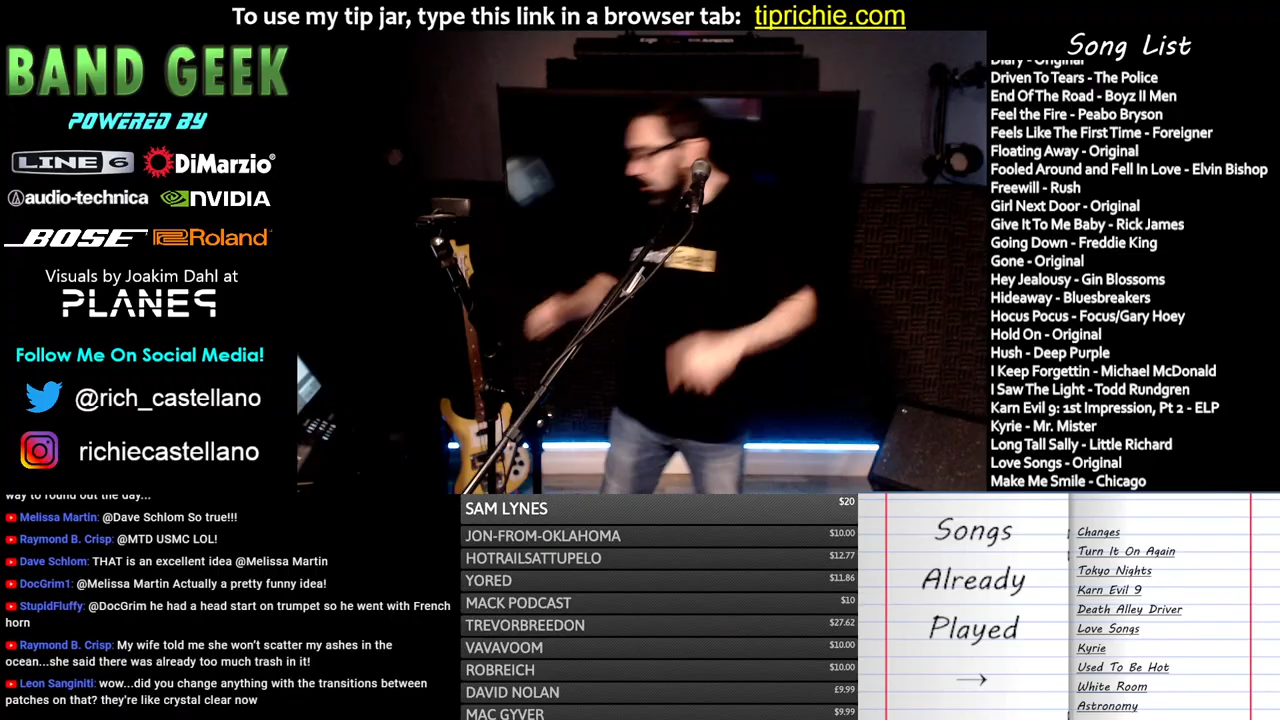 To use my tip jar, type this link in a browser tab: tiprichie.com
BAND GEEK
POWERED BY
LINE 6
DiMarzio®
audio-technica
NVIDIA
BOSE
Roland
Visuals by Joakim Dahl at
PLANE9
Follow Me On Social Media!
@rich_castellano
richiecastellano
way to round out the day...
Melissa Martin: @Dave Schlom So true!!!
Raymond B. Crisp: @MTD USMC LOL!
Dave Schlom: THAT is an excellent idea @Melissa Martin
DocGrim1: @Melissa Martin Actually a pretty funny idea!
StupidFluffy: @DocGrim he had a head start on trumpet so he went with French
horn
Raymond B. Crisp: My wife told me she won't scatter my ashes in the
ocean...she said there was already too much trash in it!
Leon Sanginiti: wow...did you change anything with the transitions between
patches on that? they're like crystal clear now
SAM LYNES $20
JON-FROM-OKLAHOMA $10.00
HOTRAILSATTUPELO $12.77
YORED $11.86
MACK PODCAST $10
TREVORBREEDON $27.62
VAVAVOOM $10.00
ROBREICH $10.00
DAVID NOLAN £9.99
MAC GYVER $9.99
Song List
Diary - Original
Driven To Tears - The Police
End Of The Road - Boyz II Men
Feel the Fire - Peabo Bryson
Feels Like The First Time - Foreigner
Floating Away - Original
Fooled Around and Fell In Love - Elvin Bishop
Freewill - Rush
Girl Next Door - Original
Give It To Me Baby - Rick James
Going Down - Freddie King
Gone - Original
Hey Jealousy - Gin Blossoms
Hideaway - Bluesbreakers
Hocus Pocus - Focus/Gary Hoey
Hold On - Original
Hush - Deep Purple
I Keep Forgettin - Michael McDonald
I Saw The Light - Todd Rundgren
Karn Evil 9: 1st Impression, Pt 2 - ELP
Kyrie - Mr. Mister
Long Tall Sally - Little Richard
Love Songs - Original
Make Me Smile - Chicago
Songs
Already
Played
→
Changes
Turn It On Again
Tokyo Nights
Karn Evil 9
Death Alley Driver
Love Songs
Kyrie
Used To Be Hot
White Room
Astronomy